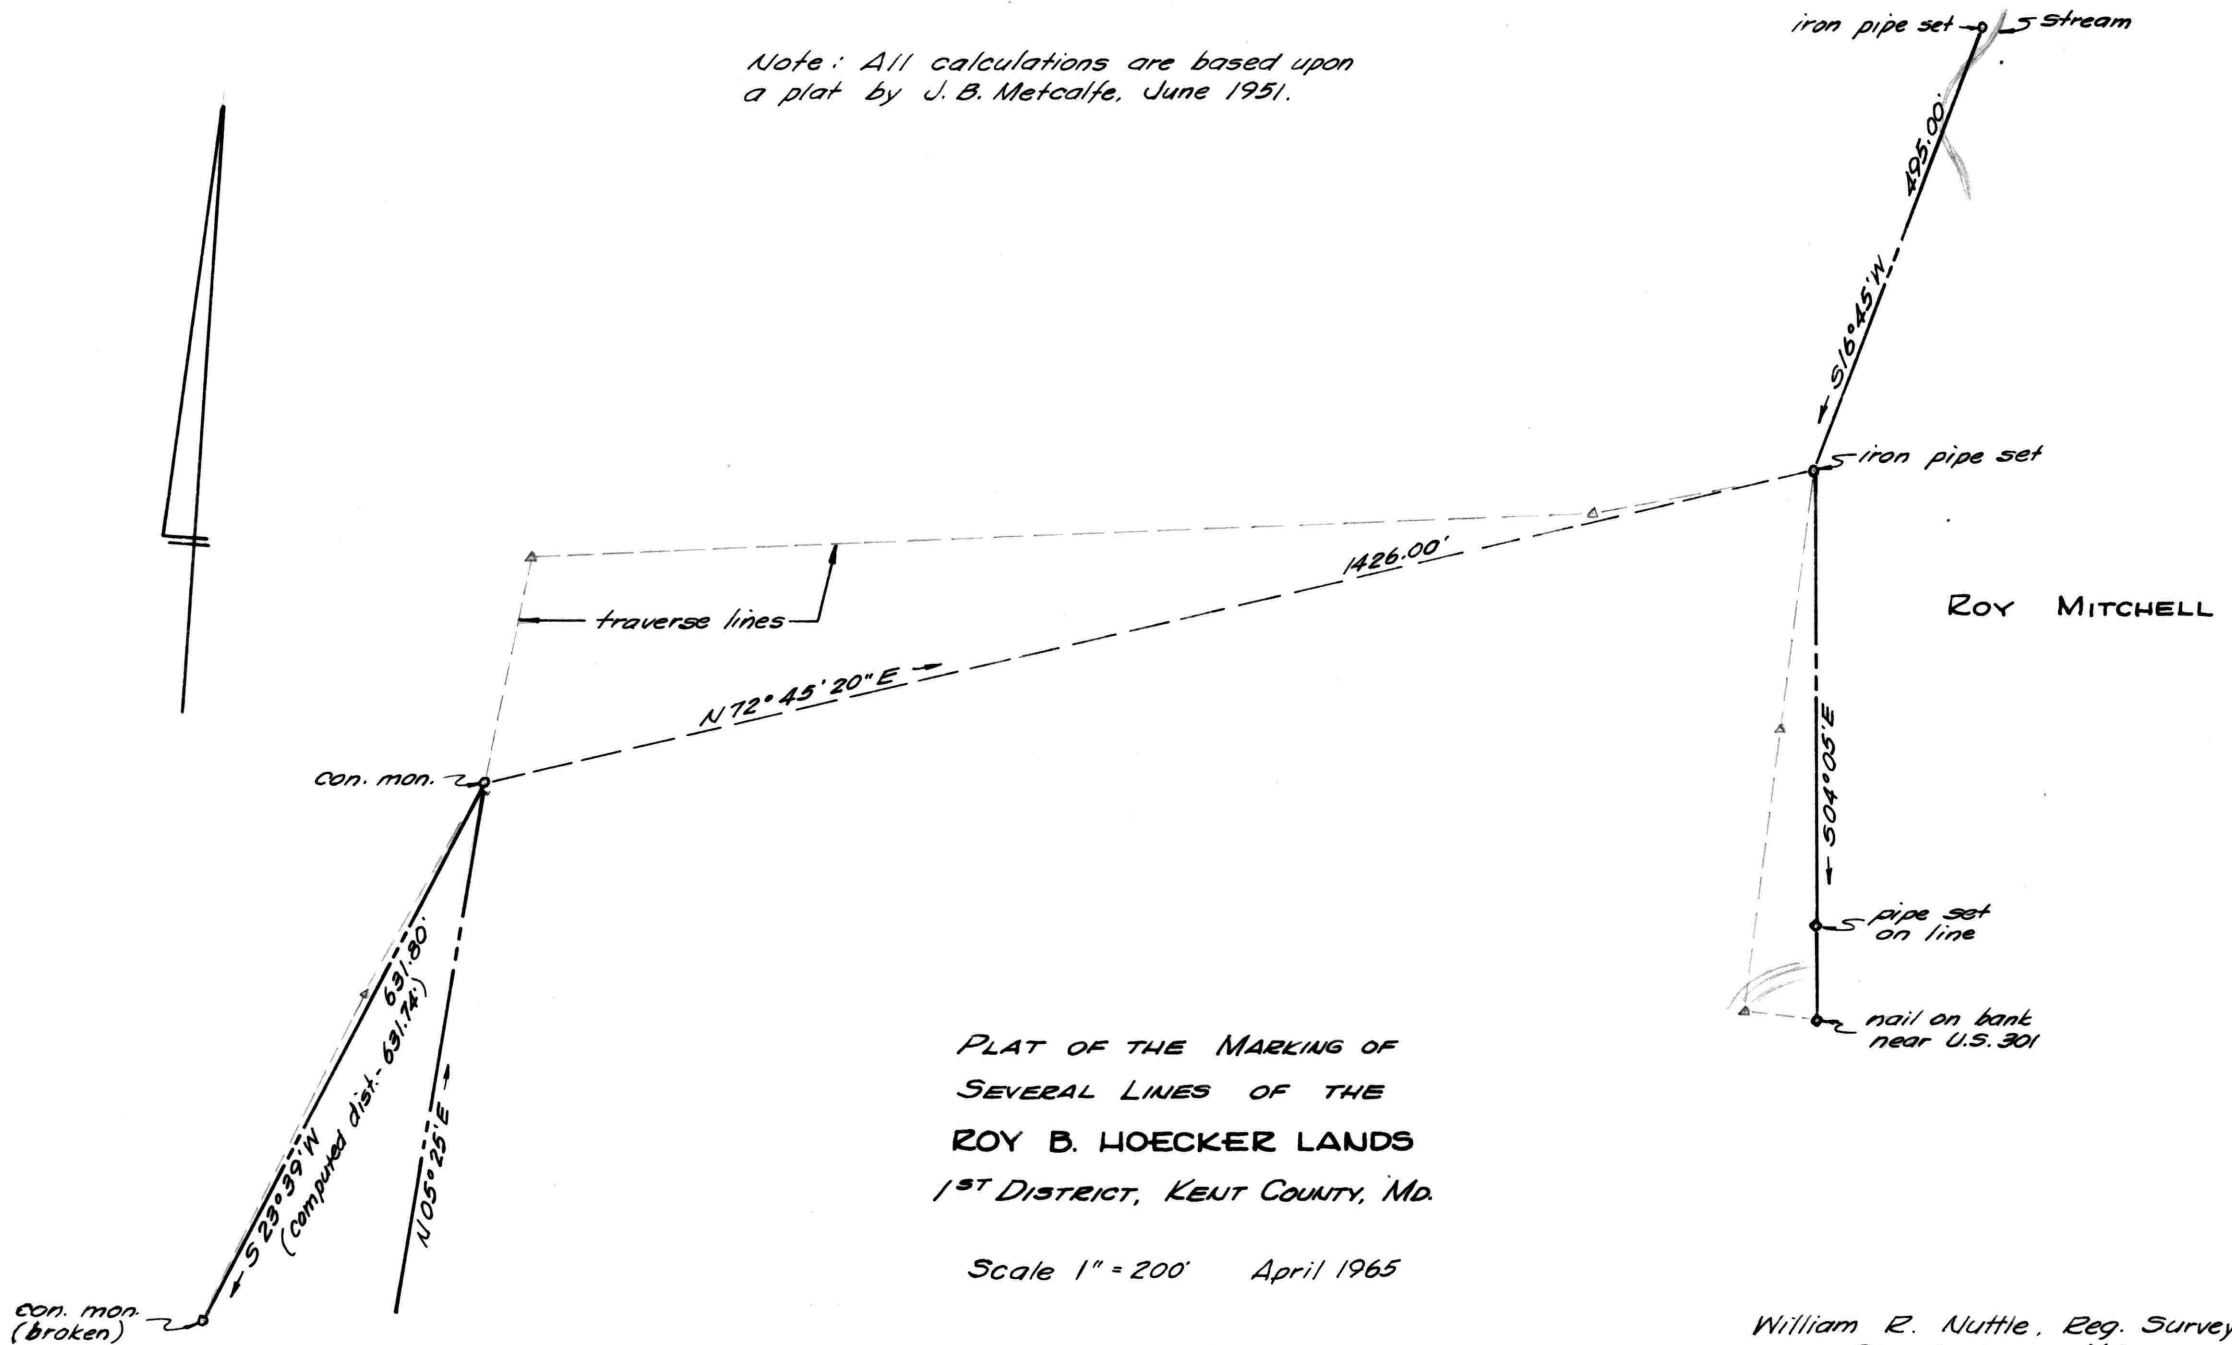 Note: All calculations are based upon
a plat by J. B. Metcalfe, June 1951.
iron pipe set
stream
495.00'
S16°45'W
iron pipe set
1426.00'
traverse lines
ROY MITCHELL
N72°45'20"E
S04°05'E
con. mon.
pipe set
on line
631.80'
S23°39'W
(computed dist.- 631.74')
N05°25'E
nail on bank
near U.S. 301
PLAT OF THE MARKING OF
SEVERAL LINES OF THE
ROY B. HOECKER LANDS
1ST DISTRICT, KENT COUNTY, MD.
Scale 1" = 200' April 1965
con. mon.
(broken)
William R. Nuttle, Reg. Survey